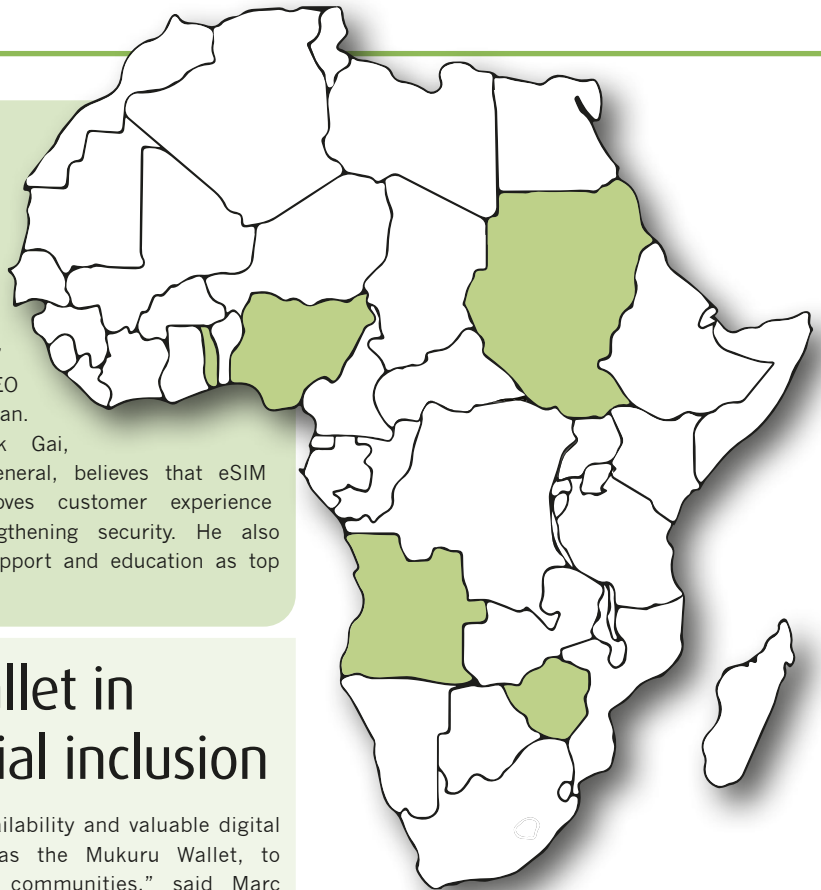 EO
an.
k Gai,
eneral, believes that eSIM
oves customer experience
gthening security. He also
pport and education as top
llet in
ial inclusion
ailability and valuable digital
as the Mukuru Wallet, to
communities,” said Marc